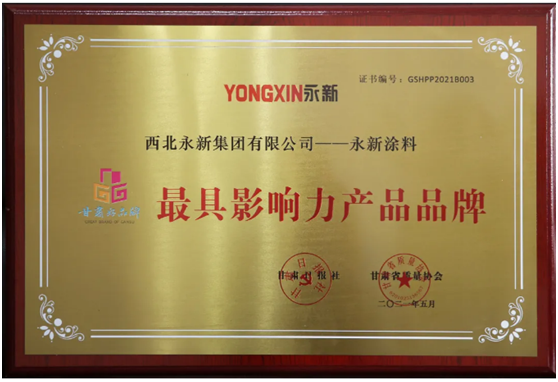 证书编号：GSHPP2021B003
YONGXIN永新
西北永新集团有限公司——永新涂料
最具影响力产品品牌
甘肃日报社
甘肃省质量协会
二〇二一年五月